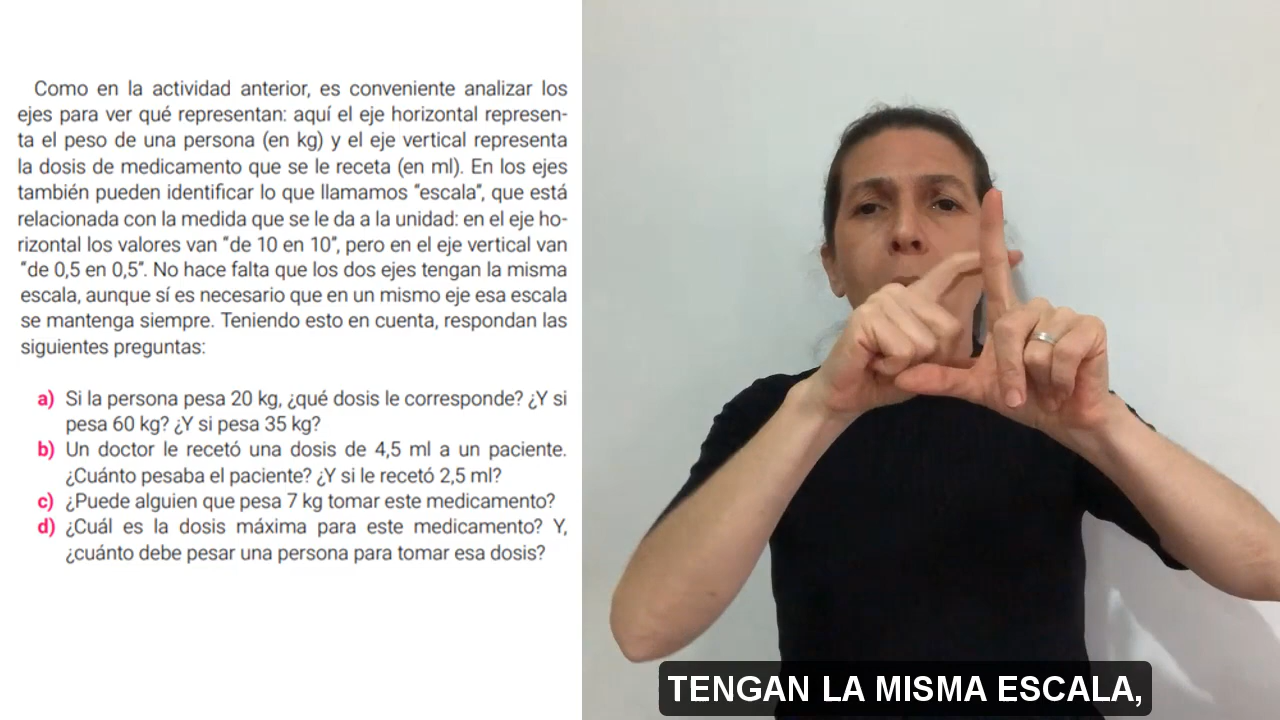 Como en la actividad anterior, es conveniente analizar los
ejes para ver qué representan: aquí el eje horizontal represen-
ta el peso de una persona (en kg) y el eje vertical representa
la dosis de medicamento que se le receta (en ml). En los ejes
también pueden identificar lo que llamamos “escala”, que está
relacionada con la medida que se le da a la unidad: en el eje ho-
rizontal los valores van “de 10 en 10”, pero en el eje vertical van
“de 0,5 en 0,5”. No hace falta que los dos ejes tengan la misma
escala, aunque sí es necesario que en un mismo eje esa escala
se mantenga siempre. Teniendo esto en cuenta, respondan las
siguientes preguntas:
a) Si la persona pesa 20 kg, ¿qué dosis le corresponde? ¿Y si
pesa 60 kg? ¿Y si pesa 35 kg?
b) Un doctor le recetó una dosis de 4,5 ml a un paciente.
¿Cuánto pesaba el paciente? ¿Y si le recetó 2,5 ml?
c) ¿Puede alguien que pesa 7 kg tomar este medicamento?
d) ¿Cuál es la dosis máxima para este medicamento? Y,
¿cuánto debe pesar una persona para tomar esa dosis?
TENGAN LA MISMA ESCALA,